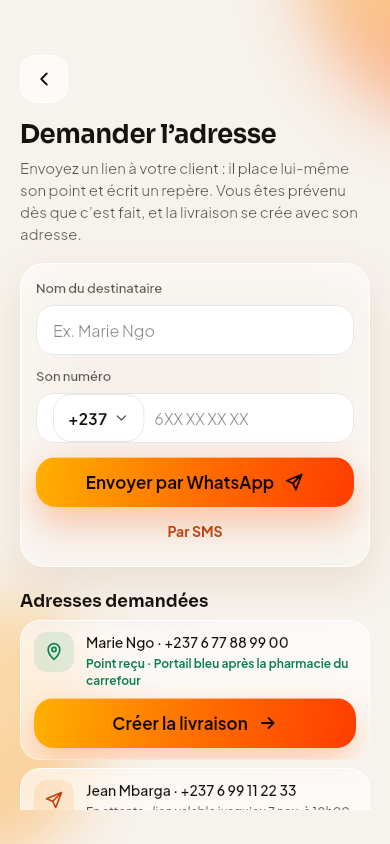 Demander l’adresse
Envoyez un lien à votre client : il place lui-même
son point et écrit un repère. Vous êtes prévenu
dès que c’est fait, et la livraison se crée avec son
adresse.
Nom du destinataire
Ex. Marie Ngo
Son numéro
+237 6XX XX XX XX
Envoyer par WhatsApp
Par SMS
Adresses demandées
Marie Ngo · +237 6 77 88 99 00
Point reçu · Portail bleu après la pharmacie du
carrefour
Créer la livraison
Jean Mbarga · +237 6 99 11 22 33